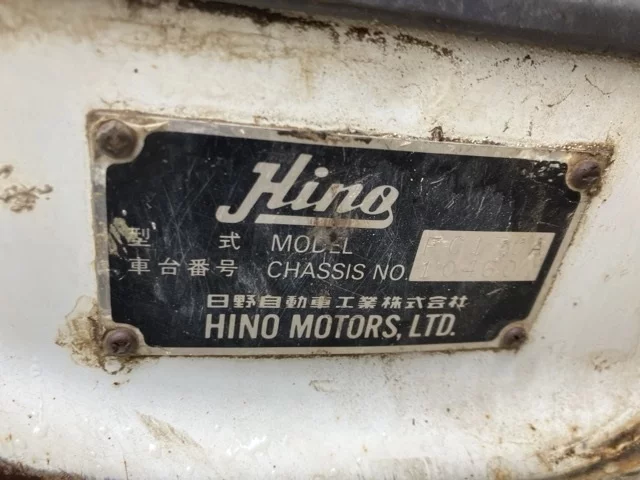 Hino
型 式 MODEL
車台番号 CHASSIS NO.
日野自動車工業株式会社
HINO MOTORS, LTD.